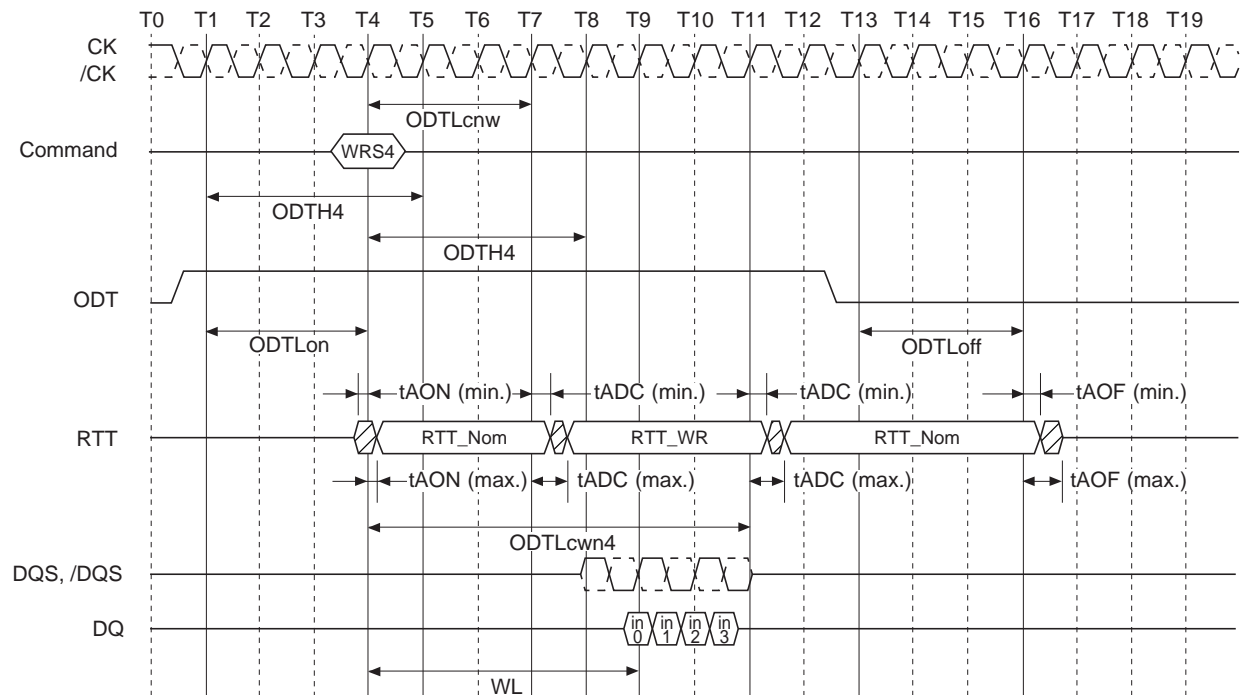 T0 T1 T2 T3 T4 T5 T6 T7 T8 T9 T10 T11 T12 T13 T14 T15 T16 T17 T18 T19
CK
/CK
ODTLcnw
Command
WRS4
ODTH4
ODTH4
ODT
ODTLon
ODTLoff
tAON (min.) tADC (min.) tADC (min.) tAOF (min.)
RTT
RTT_Nom RTT_WR RTT_Nom
tAON (max.) tADC (max.) tADC (max.) tAOF (max.)
ODTLcwn4
DQS, /DQS
DQ
in in in in
0 1 2 3
WL